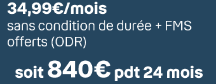 34,99€/mois
sans condition de durée + FMS
offerts (ODR)
soit 840€ pdt 24 mois